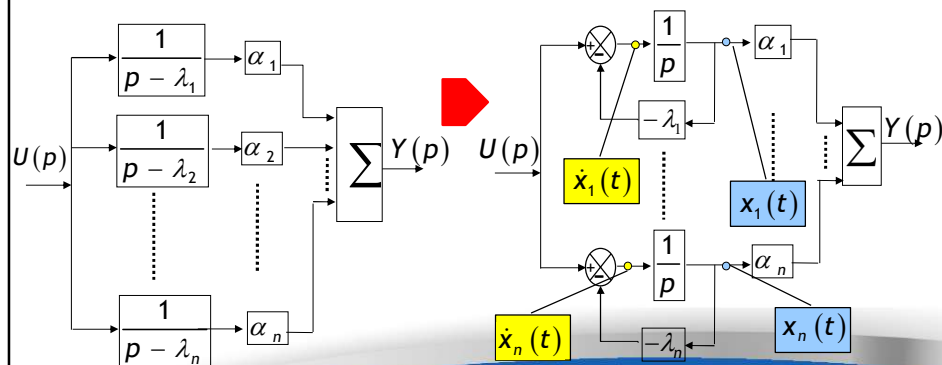 1 / (p − λ₁)
α₁
U(p)
1 / (p − λ₂)
α₂
Σ
Y(p)
1 / (p − λₙ)
αₙ
+
−
1 / p
α₁
−λ₁
U(p)
Σ
Y(p)
ẋ₁(t)
x₁(t)
+
−
1 / p
αₙ
−λₙ
ẋₙ(t)
xₙ(t)